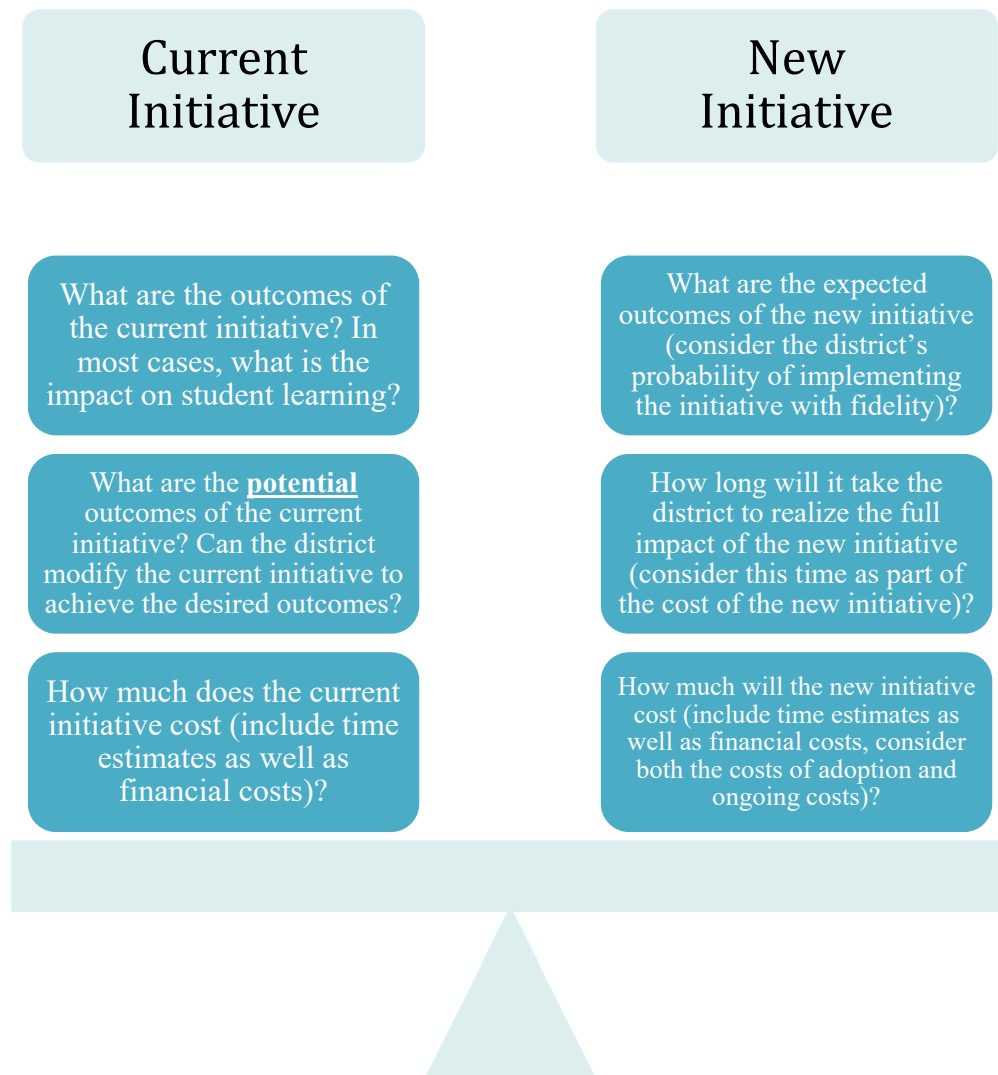 Current
Initiative
New
Initiative
What are the outcomes of
the current initiative? In
most cases, what is the
impact on student learning?
What are the potential
outcomes of the current
initiative? Can the district
modify the current initiative to
achieve the desired outcomes?
How much does the current
initiative cost (include time
estimates as well as
financial costs)?
What are the expected
outcomes of the new initiative
(consider the district’s
probability of implementing
the initiative with fidelity)?
How long will it take the
district to realize the full
impact of the new initiative
(consider this time as part of
the cost of the new initiative)?
How much will the new initiative
cost (include time estimates as
well as financial costs, consider
both the costs of adoption and
ongoing costs)?